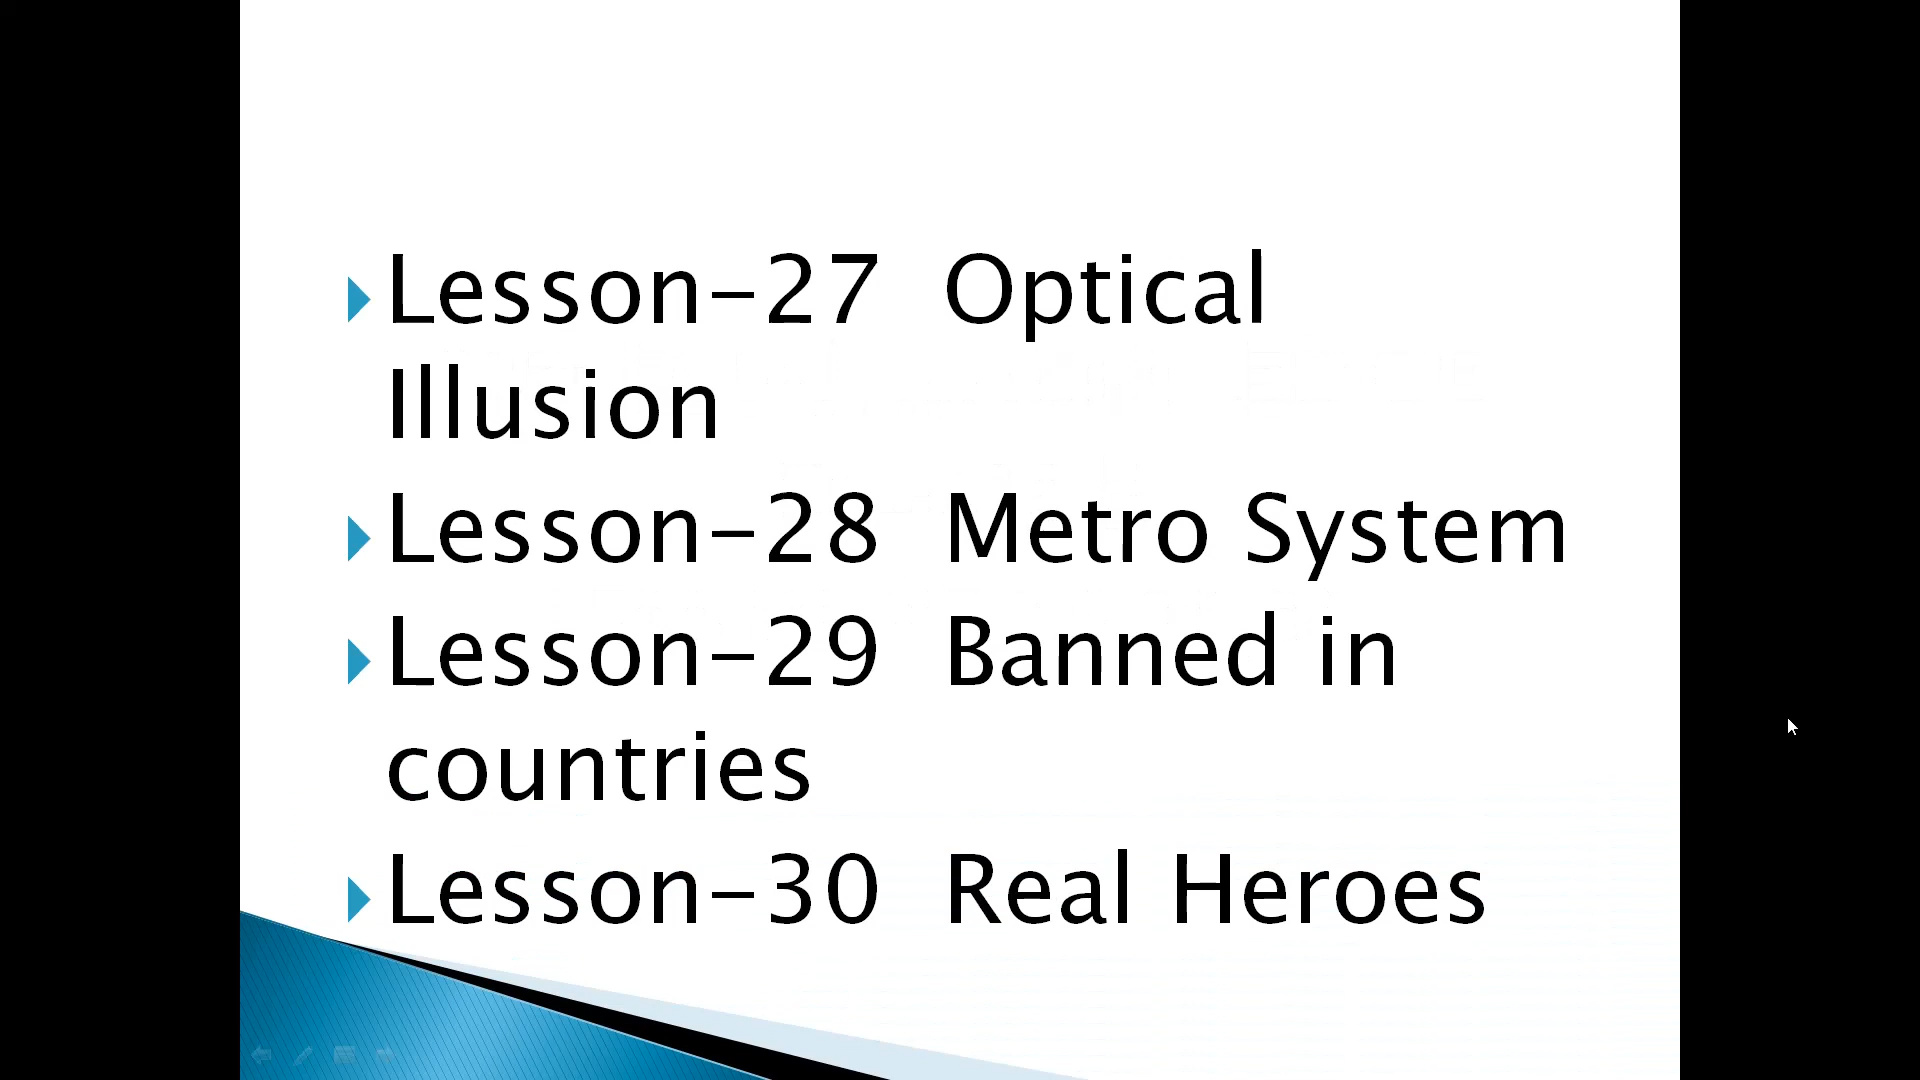 Lesson-27  Optical
Illusion
Lesson-28  Metro System
Lesson-29  Banned in
countries
Lesson-30  Real Heroes